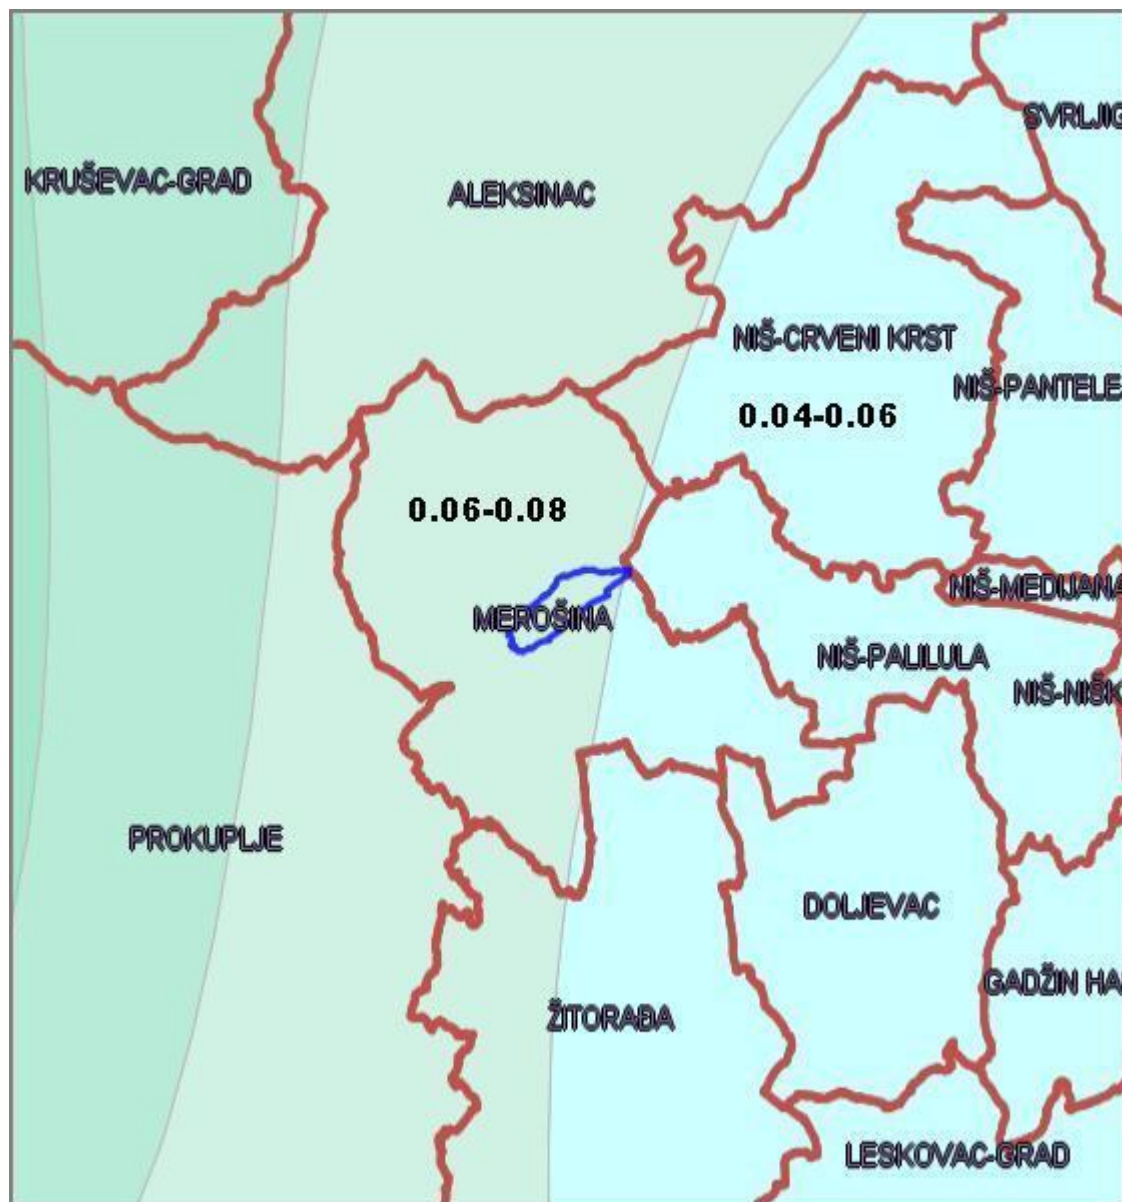 SVRLJIG
KRUŠEVAC-GRAD
ALEKSINAC
NIŠ-CRVENI KRST
NIŠ-PANTELE
0.04-0.06
0.06-0.08
NIŠ-MEDIJANA
MEROŠINA
NIŠ-PALILULA
NIŠ-NIŠK
PROKUPLJE
DOLJEVAC
GADŽIN HA
ŽITORAĐA
LESKOVAC-GRAD